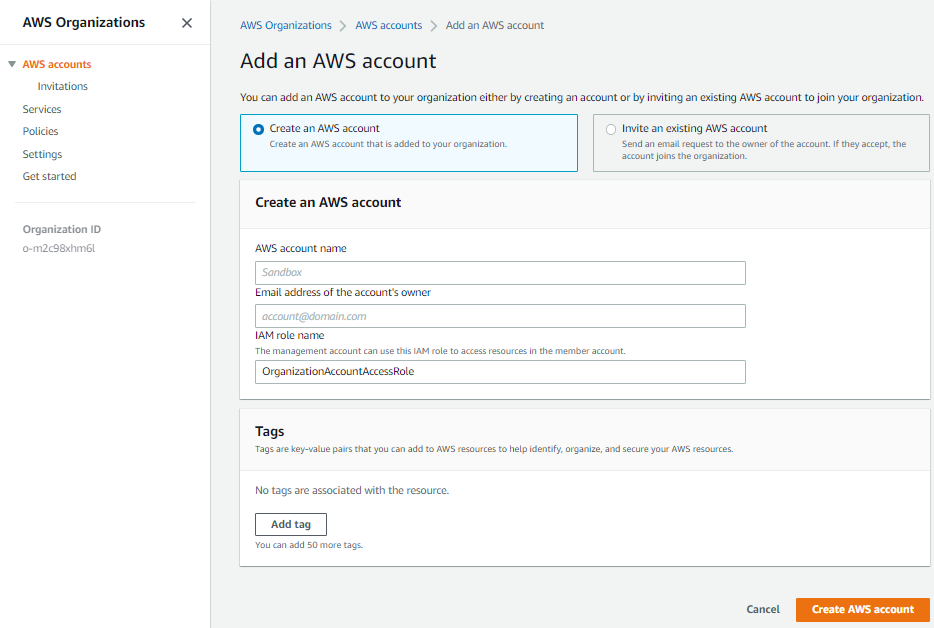 AWS Organizations
AWS accounts
Invitations
Services
Policies
Settings
Get started
Organization ID
o-m2c98xhm6l
AWS Organizations > AWS accounts > Add an AWS account
Add an AWS account
You can add an AWS account to your organization either by creating an account or by inviting an existing AWS account to join your organization.
Create an AWS account
Create an AWS account that is added to your organization.
Invite an existing AWS account
Send an email request to the owner of the account. If they accept, the
account joins the organization.
Create an AWS account
AWS account name
Sandbox
Email address of the account's owner
account@domain.com
IAM role name
The management account can use this IAM role to access resources in the member account.
OrganizationAccountAccessRole
Tags
Tags are key-value pairs that you can add to AWS resources to help identify, organize, and secure your AWS resources.
No tags are associated with the resource.
Add tag
You can add 50 more tags.
Cancel
Create AWS account